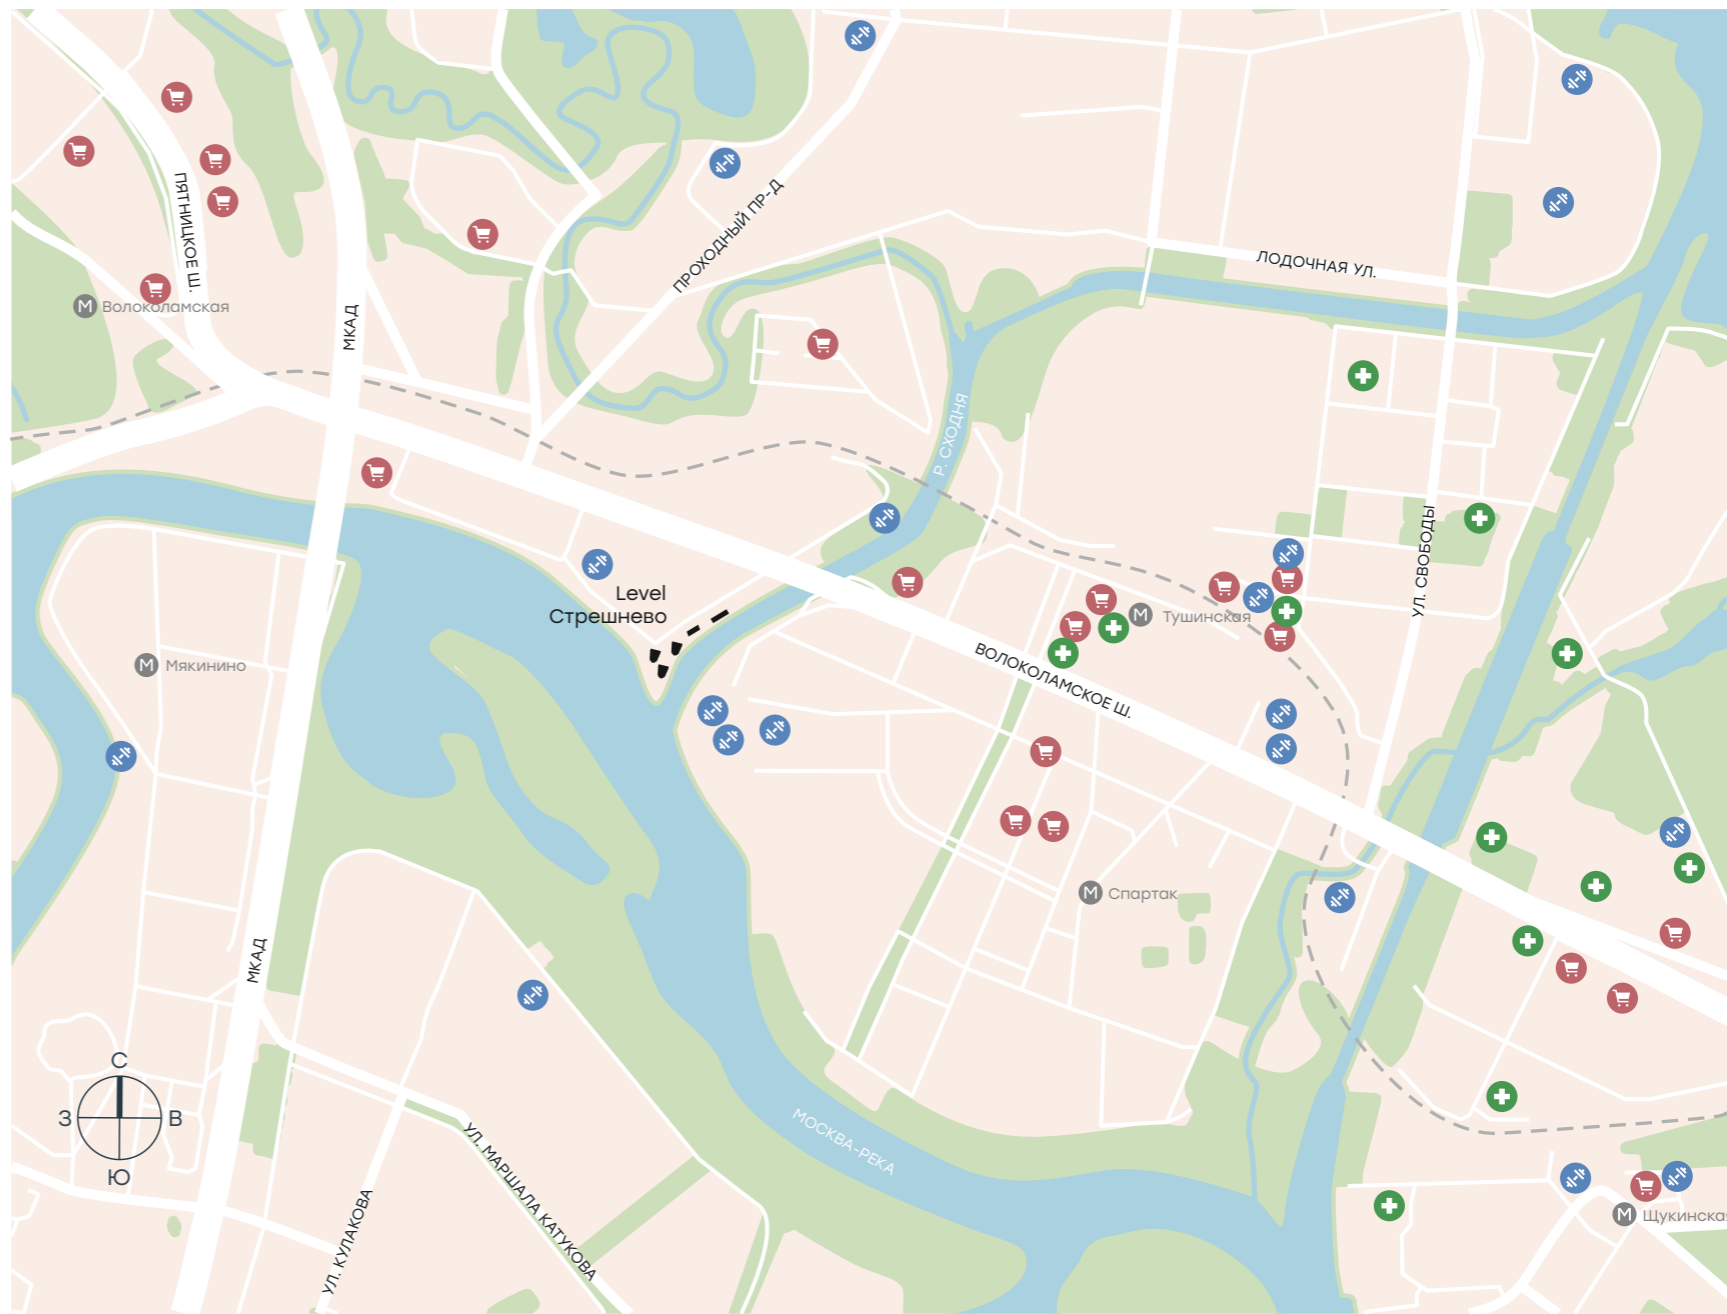 ПЯТНИЦКОЕ Ш.
ПРОХОДНЫЙ ПР-Д
ЛОДОЧНАЯ УЛ.
М Волоколамская
МКАД
Р. СХОДНЯ
УЛ. СВОБОДЫ
Level
Стрешнево
М Тушинская
ВОЛОКОЛАМСКОЕ Ш.
М Мякинино
М Спартак
МКАД
С
З В
Ю
МОСКВА-РЕКА
УЛ. МАРШАЛА КАТУКОВА
УЛ. КУЛАКОВА
М Щукинская